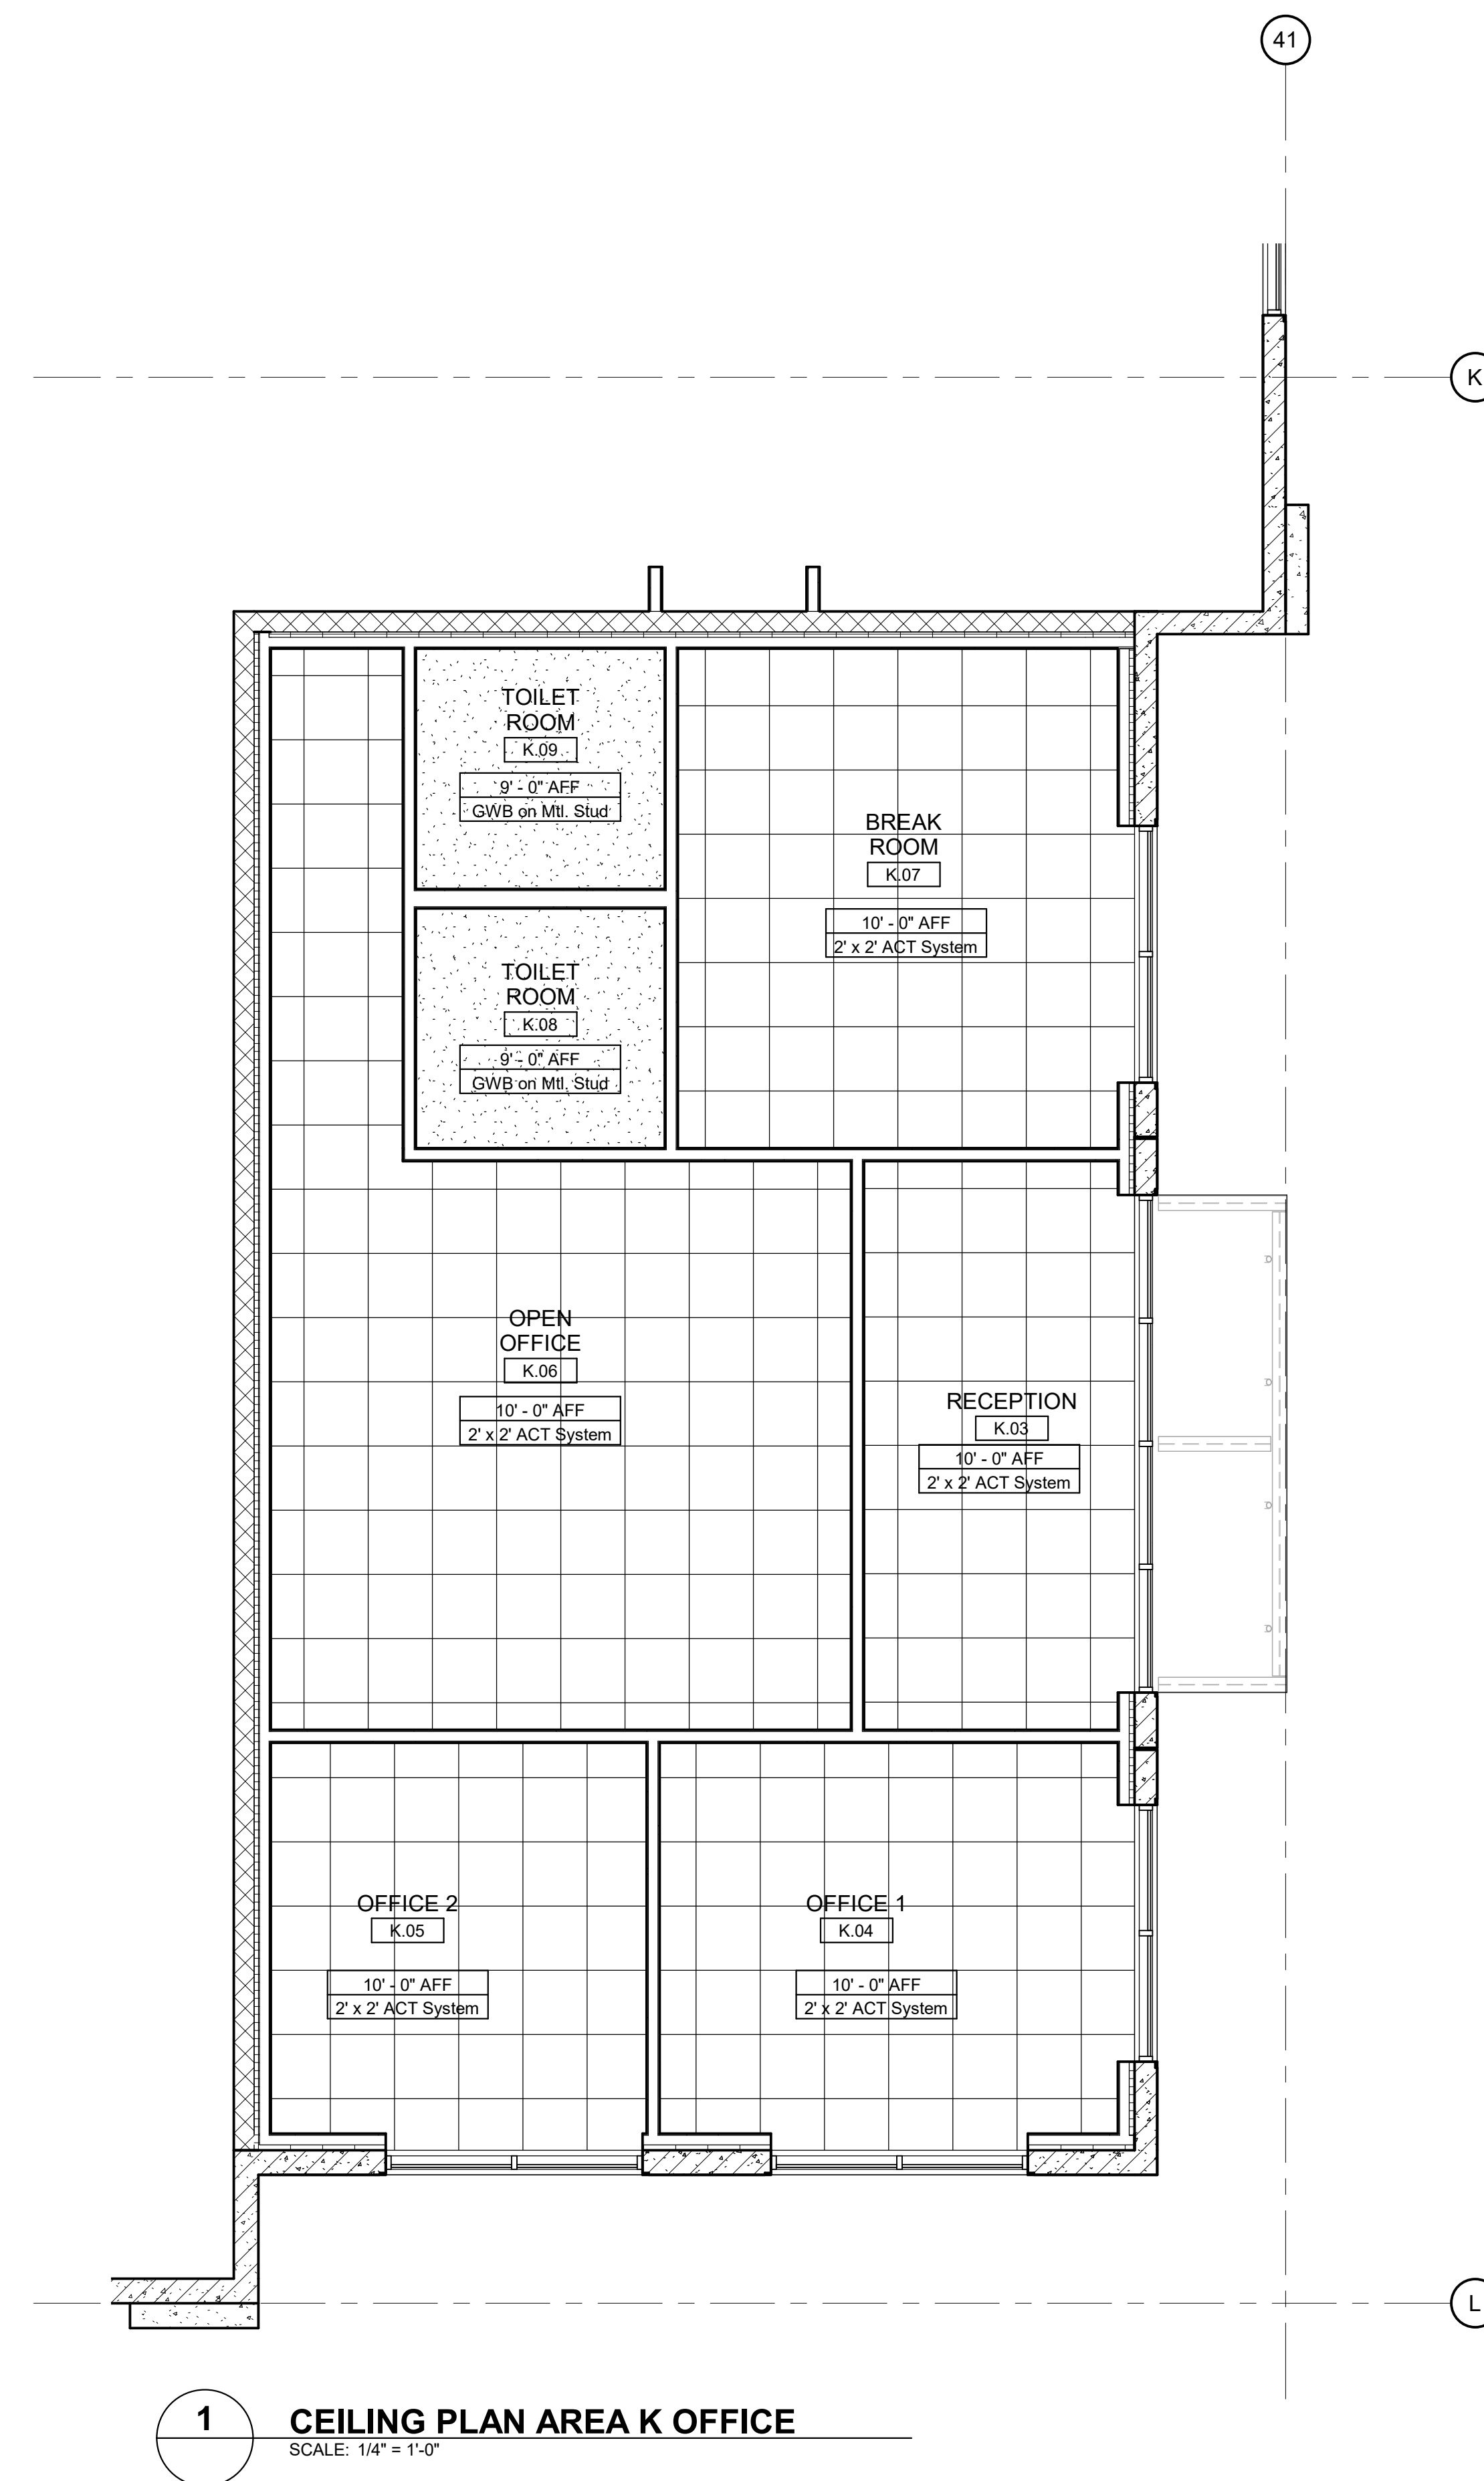 41
K
TOILET
ROOM
K.09
9' - 0" AFF
GWB on Mtl. Stud
BREAK
ROOM
K.07
10' - 0" AFF
2' x 2' ACT System
TOILET
ROOM
K.08
9' - 0" AFF
GWB on Mtl. Stud
OPEN
OFFICE
K.06
10' - 0" AFF
2' x 2' ACT System
RECEPTION
K.03
10' - 0" AFF
2' x 2' ACT System
OFFICE 2
K.05
10' - 0" AFF
2' x 2' ACT System
OFFICE 1
K.04
10' - 0" AFF
2' x 2' ACT System
L
1
CEILING PLAN AREA K OFFICE
SCALE: 1/4" = 1'-0"